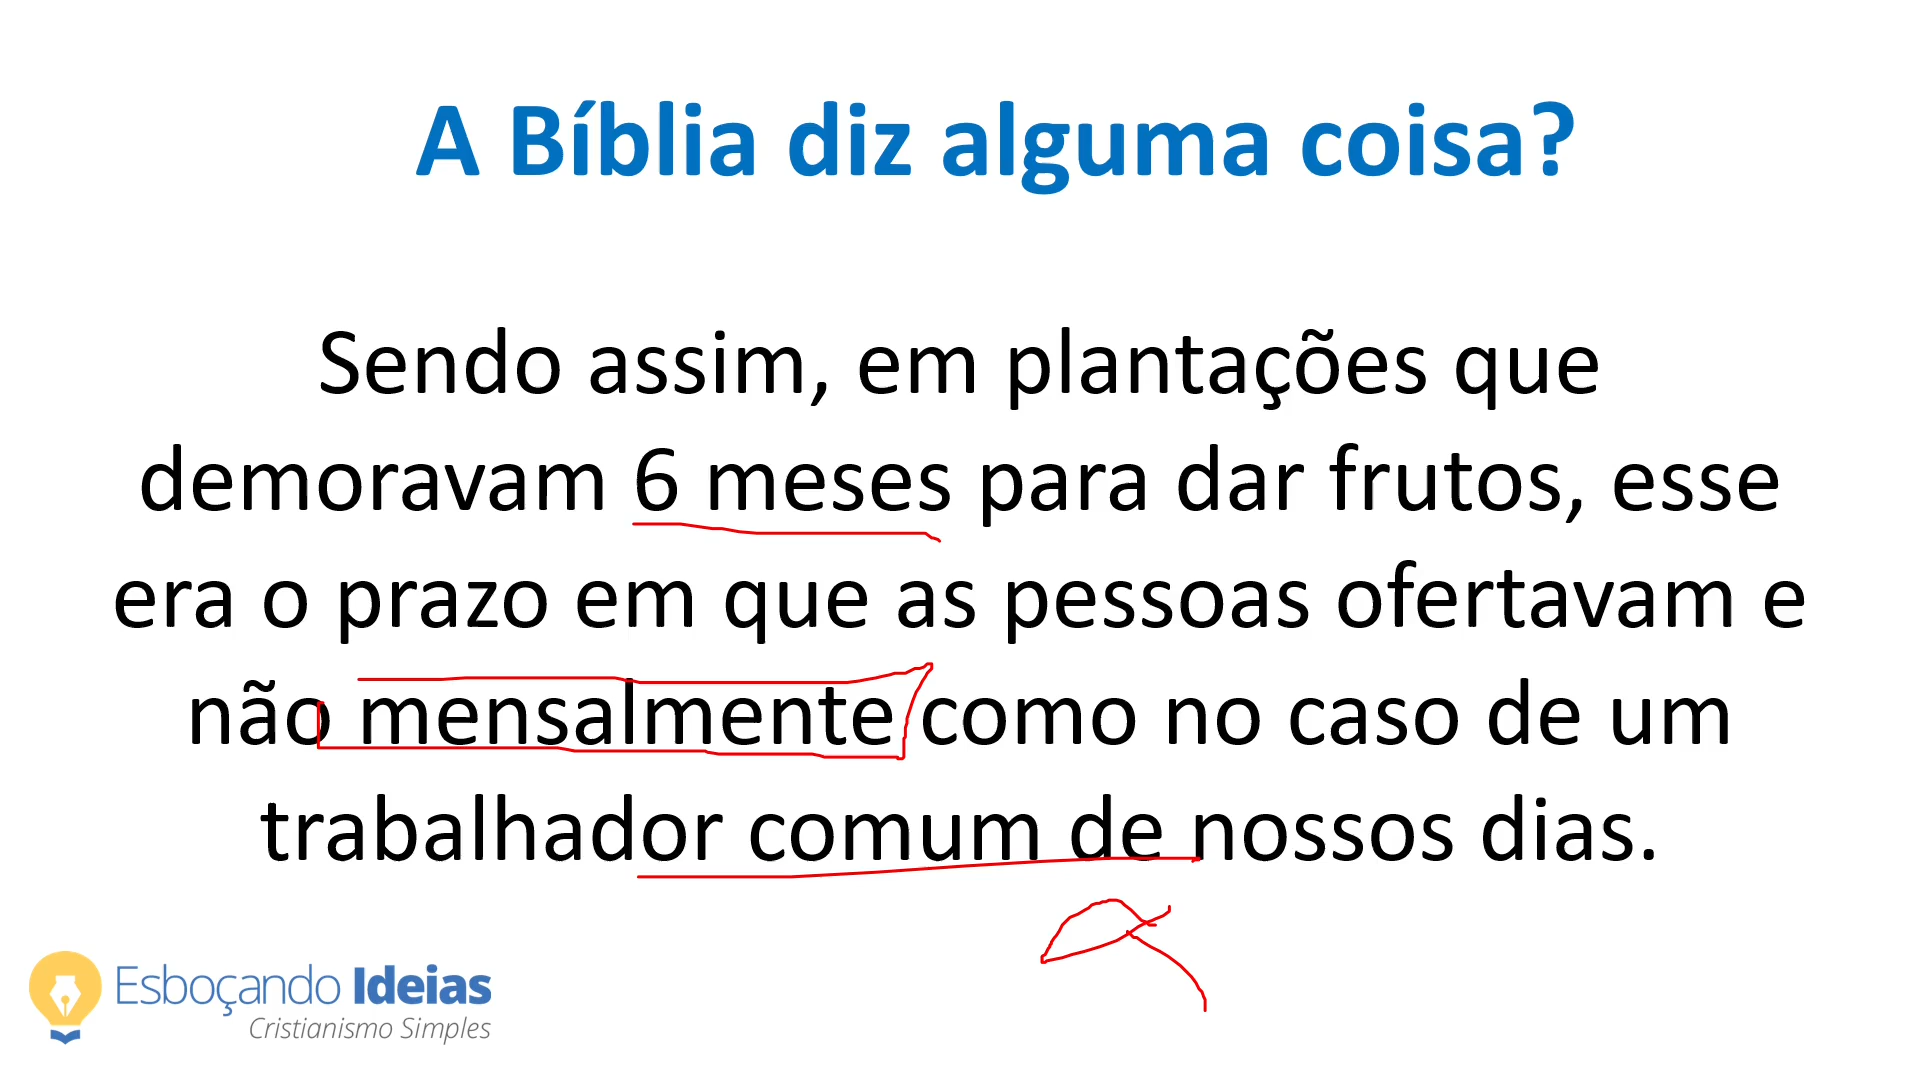 A Bíblia diz alguma coisa?
Sendo assim, em plantações que
demoravam 6 meses para dar frutos, esse
era o prazo em que as pessoas ofertavam e
não mensalmente como no caso de um
trabalhador comum de nossos dias.
Esboçando Ideias
Cristianismo Simples